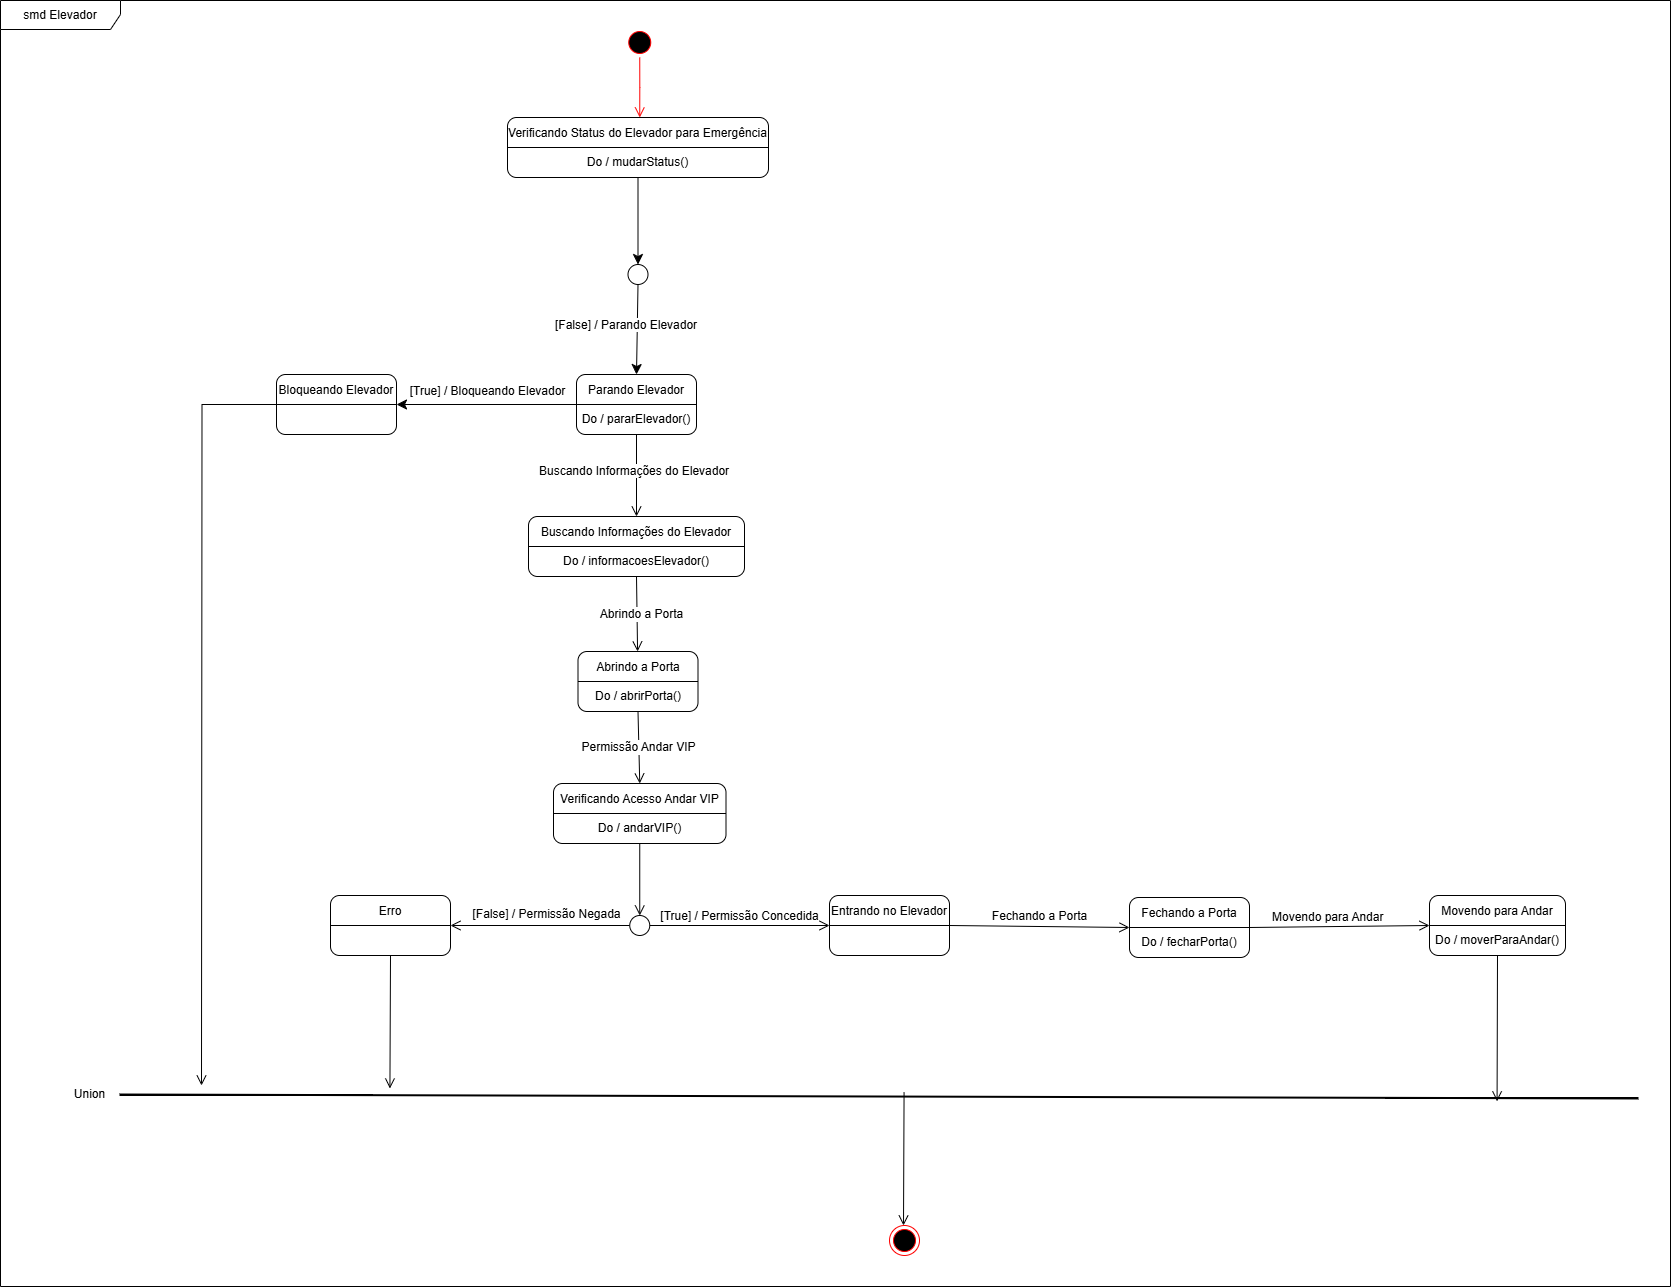 smd Elevador
Verificando Status do Elevador para Emergência
Do / mudarStatus()
[False] / Parando Elevador
Bloqueando Elevador
[True] / Bloqueando Elevador
Parando Elevador
Do / pararElevador()
Buscando Informações do Elevador
Buscando Informações do Elevador
Do / informacoesElevador()
Abrindo a Porta
Abrindo a Porta
Do / abrirPorta()
Permissão Andar VIP
Verificando Acesso Andar VIP
Do / andarVIP()
Erro
[False] / Permissão Negada
[True] / Permissão Concedida
Entrando no Elevador
Fechando a Porta
Fechando a Porta
Do / fecharPorta()
Movendo para Andar
Movendo para Andar
Do / moverParaAndar()
Union